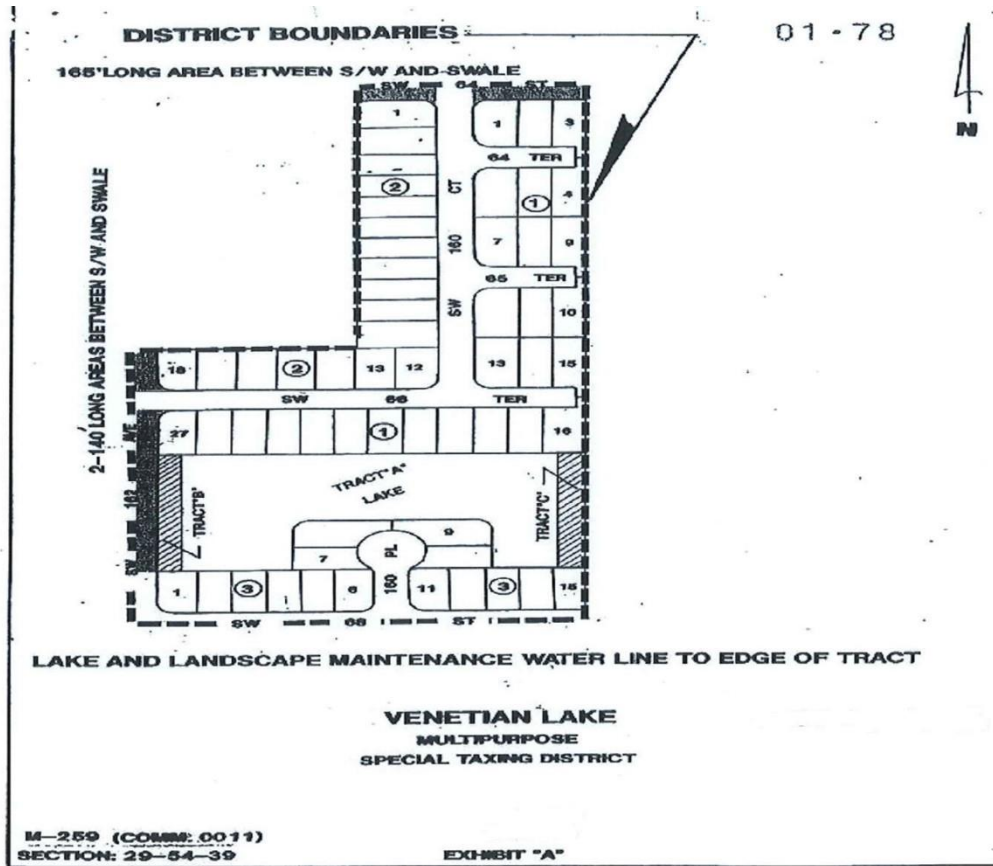 DISTRICT BOUNDARIES
01-78
165'LONG AREA BETWEEN S/W AND SWALE
SW 64 ST
N
1
1
3
64 TER
2
CT
4
1
160
7
9
65 TER
SW
10
2-140'LONG AREAS BETWEEN S/W AND SWALE
18
2
13
12
13
15
SW 66 TER
27
1
16
SW 162 AVE
TRACT"A"
LAKE
TRACT"B"
TRACT"C"
9
7
160 PL
1
3
6
11
3
15
SW 68 ST
LAKE AND LANDSCAPE MAINTENANCE WATER LINE TO EDGE OF TRACT
VENETIAN LAKE
MULTIPURPOSE
SPECIAL TAXING DISTRICT
M-259 (COMM. 0011)
SECTION: 29-54-39
EXHIBIT "A"